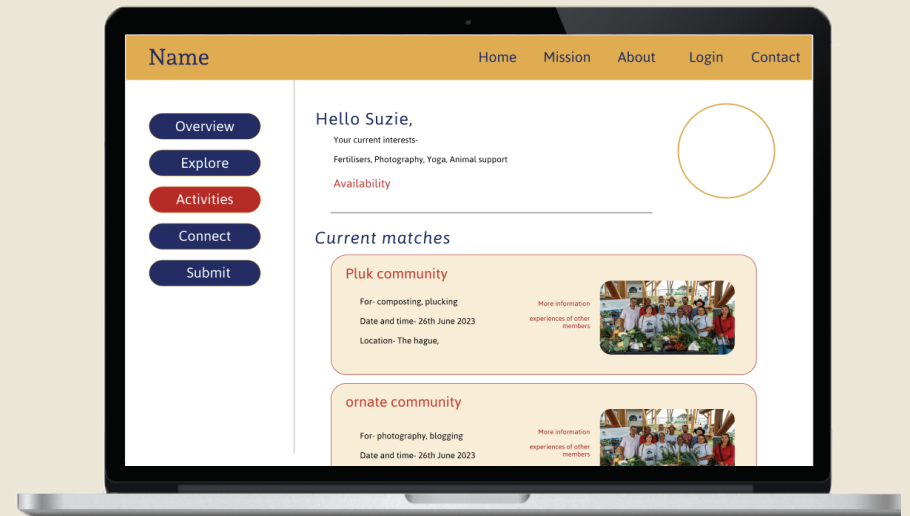 Name
Home Mission About Login Contact
Overview
Explore
Activities
Connect
Submit
Hello Suzie,
Your current interests-
Fertilisers, Photography, Yoga, Animal support
Availability
Current matches
Pluk community
For- composting, plucking
Date and time- 26th June 2023
Location- The hague,
More information
experiences of other
members
ornate community
For- photography, blogging
Date and time- 26th June 2023
More information
experiences of other
members